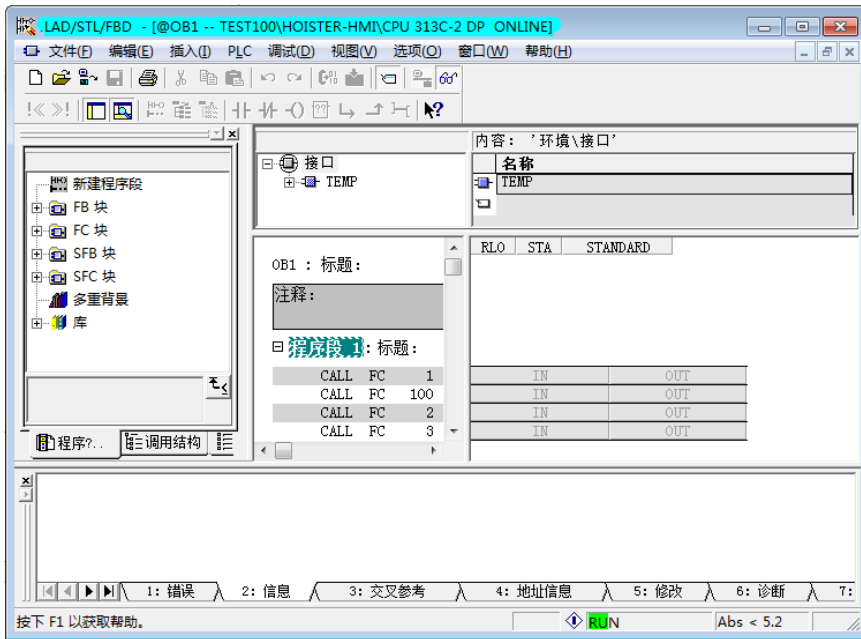 LAD/STL/FBD - [@OB1 -- TEST100\HOISTER-HMI\CPU 313C-2 DP ONLINE]
文件(F) 编辑(E) 插入(I) PLC 调试(D) 视图(V) 选项(O) 窗口(W) 帮助(H)
新建程序段
FB 块
FC 块
SFB 块
SFC 块
多重背景
库
程序?..
调用结构
接口
TEMP
内容: '环境\接口'
名称
TEMP
OB1 : 标题:
注释:
程序段 1: 标题:
CALL FC 1
CALL FC 100
CALL FC 2
CALL FC 3
RLO STA STANDARD
IN OUT
IN OUT
IN OUT
IN OUT
1: 错误 2: 信息 3: 交叉参考 4: 地址信息 5: 修改 6: 诊断 7:
按下 F1 以获取帮助。
RUN
Abs < 5.2